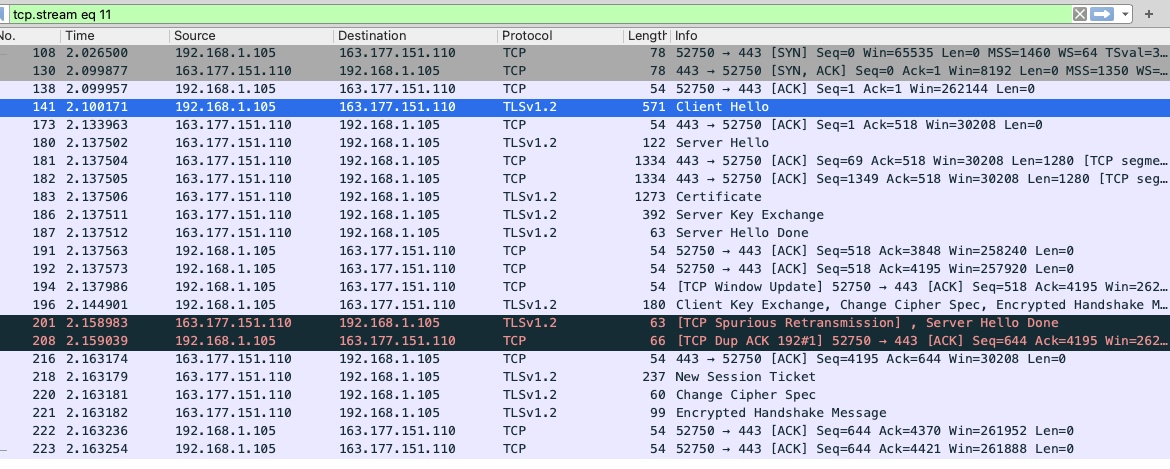 tcp.stream eq 11
No. Time Source Destination Protocol Length Info
108 2.026500 192.168.1.105 163.177.151.110 TCP 78 52750 → 443 [SYN] Seq=0 Win=65535 Len=0 MSS=1460 WS=64 TSval=3…
130 2.099877 163.177.151.110 192.168.1.105 TCP 78 443 → 52750 [SYN, ACK] Seq=0 Ack=1 Win=8192 Len=0 MSS=1350 WS=…
138 2.099957 192.168.1.105 163.177.151.110 TCP 54 52750 → 443 [ACK] Seq=1 Ack=1 Win=262144 Len=0
141 2.100171 192.168.1.105 163.177.151.110 TLSv1.2 571 Client Hello
173 2.133963 163.177.151.110 192.168.1.105 TCP 54 443 → 52750 [ACK] Seq=1 Ack=518 Win=30208 Len=0
180 2.137502 163.177.151.110 192.168.1.105 TLSv1.2 122 Server Hello
181 2.137504 163.177.151.110 192.168.1.105 TCP 1334 443 → 52750 [ACK] Seq=69 Ack=518 Win=30208 Len=1280 [TCP segme…
182 2.137505 163.177.151.110 192.168.1.105 TCP 1334 443 → 52750 [ACK] Seq=1349 Ack=518 Win=30208 Len=1280 [TCP seg…
183 2.137506 163.177.151.110 192.168.1.105 TLSv1.2 1273 Certificate
186 2.137511 163.177.151.110 192.168.1.105 TLSv1.2 392 Server Key Exchange
187 2.137512 163.177.151.110 192.168.1.105 TLSv1.2 63 Server Hello Done
191 2.137563 192.168.1.105 163.177.151.110 TCP 54 52750 → 443 [ACK] Seq=518 Ack=3848 Win=258240 Len=0
192 2.137573 192.168.1.105 163.177.151.110 TCP 54 52750 → 443 [ACK] Seq=518 Ack=4195 Win=257920 Len=0
194 2.137986 192.168.1.105 163.177.151.110 TCP 54 [TCP Window Update] 52750 → 443 [ACK] Seq=518 Ack=4195 Win=262…
196 2.144901 192.168.1.105 163.177.151.110 TLSv1.2 180 Client Key Exchange, Change Cipher Spec, Encrypted Handshake M…
201 2.158983 163.177.151.110 192.168.1.105 TLSv1.2 63 [TCP Spurious Retransmission] , Server Hello Done
208 2.159039 192.168.1.105 163.177.151.110 TCP 66 [TCP Dup ACK 192#1] 52750 → 443 [ACK] Seq=644 Ack=4195 Win=262…
216 2.163174 163.177.151.110 192.168.1.105 TCP 54 443 → 52750 [ACK] Seq=4195 Ack=644 Win=30208 Len=0
218 2.163179 163.177.151.110 192.168.1.105 TLSv1.2 237 New Session Ticket
220 2.163181 163.177.151.110 192.168.1.105 TLSv1.2 60 Change Cipher Spec
221 2.163182 163.177.151.110 192.168.1.105 TLSv1.2 99 Encrypted Handshake Message
222 2.163236 192.168.1.105 163.177.151.110 TCP 54 52750 → 443 [ACK] Seq=644 Ack=4370 Win=261952 Len=0
223 2.163254 192.168.1.105 163.177.151.110 TCP 54 52750 → 443 [ACK] Seq=644 Ack=4421 Win=261888 Len=0